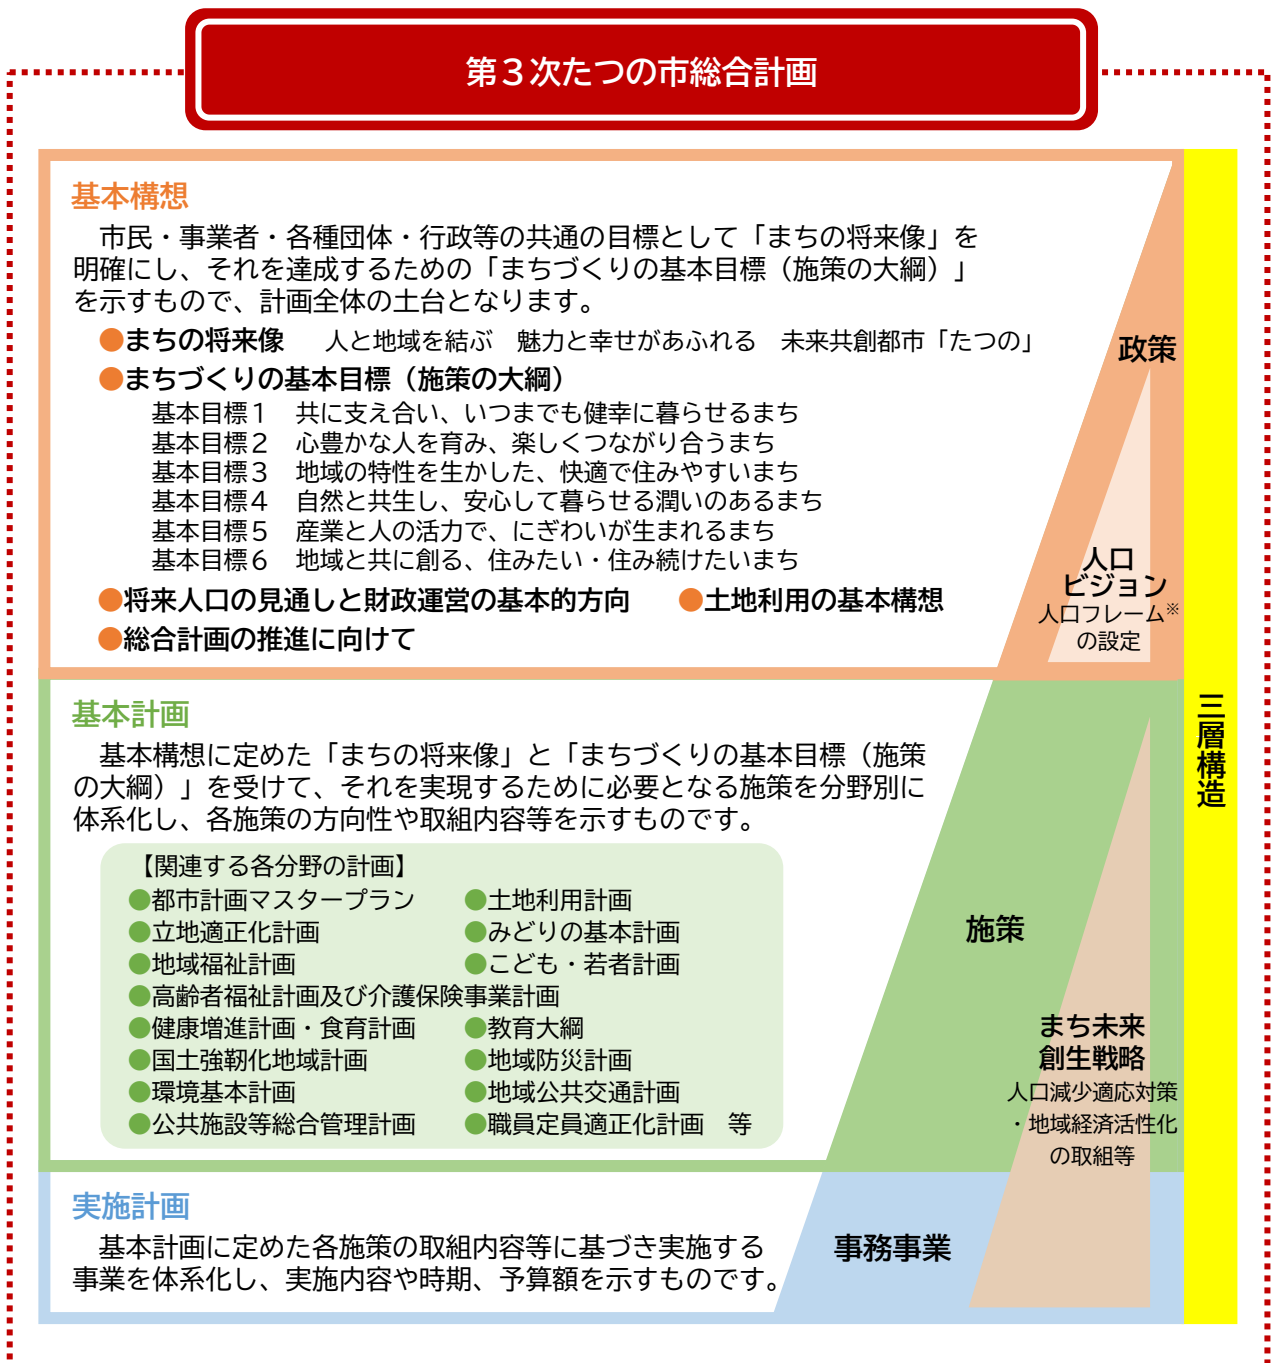 第３次たつの市総合計画
基本構想
市民・事業者・各種団体・行政等の共通の目標として「まちの将来像」を
明確にし、それを達成するための「まちづくりの基本目標（施策の大綱）」
を示すもので、計画全体の土台となります。
●まちの将来像　人と地域を結ぶ　魅力と幸せがあふれる　未来共創都市「たつの」
●まちづくりの基本目標（施策の大綱）
基本目標１　共に支え合い、いつまでも健幸に暮らせるまち
基本目標２　心豊かな人を育み、楽しくつながり合うまち
基本目標３　地域の特性を生かした、快適で住みやすいまち
基本目標４　自然と共生し、安心して暮らせる潤いのあるまち
基本目標５　産業と人の活力で、にぎわいが生まれるまち
基本目標６　地域と共に創る、住みたい・住み続けたいまち
●将来人口の見通しと財政運営の基本的方向　●土地利用の基本構想
●総合計画の推進に向けて
政策
人口
ビジョン
人口フレーム※
の設定
三層構造
基本計画
基本構想に定めた「まちの将来像」と「まちづくりの基本目標（施策
の大綱）」を受けて、それを実現するために必要となる施策を分野別に
体系化し、各施策の方向性や取組内容等を示すものです。
【関連する各分野の計画】
●都市計画マスタープラン　●土地利用計画
●立地適正化計画　●みどりの基本計画
●地域福祉計画　●こども・若者計画
●高齢者福祉計画及び介護保険事業計画
●健康増進計画・食育計画　●教育大綱
●国土強靭化地域計画　●地域防災計画
●環境基本計画　●地域公共交通計画
●公共施設等総合管理計画　●職員定員適正化計画　等
施策
まち未来
創生戦略
人口減少適応対策
・地域経済活性化
の取組等
実施計画
基本計画に定めた各施策の取組内容等に基づき実施する
事業を体系化し、実施内容や時期、予算額を示すものです。
事務事業